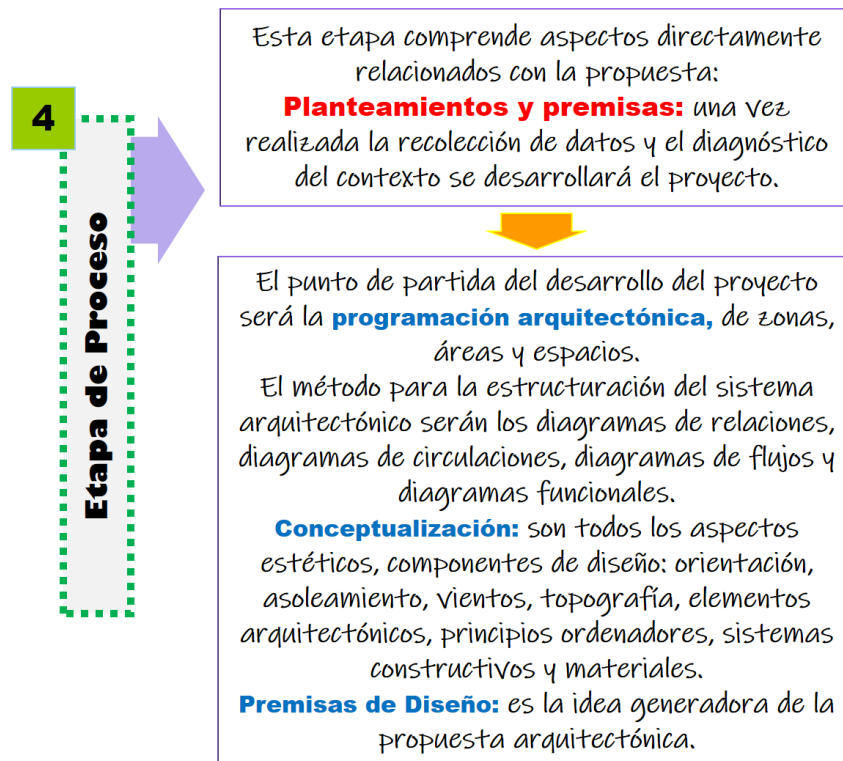 4
Etapa de Proceso
Esta etapa comprende aspectos directamente
relacionados con la propuesta:
Planteamientos y premisas: una vez
realizada la recolección de datos y el diagnóstico
del contexto se desarrollará el proyecto.
El punto de partida del desarrollo del proyecto
será la programación arquitectónica, de zonas,
áreas y espacios.
El método para la estructuración del sistema
arquitectónico serán los diagramas de relaciones,
diagramas de circulaciones, diagramas de flujos y
diagramas funcionales.
Conceptualización: son todos los aspectos
estéticos, componentes de diseño: orientación,
asoleamiento, vientos, topografía, elementos
arquitectónicos, principios ordenadores, sistemas
constructivos y materiales.
Premisas de Diseño: es la idea generadora de la
propuesta arquitectónica.